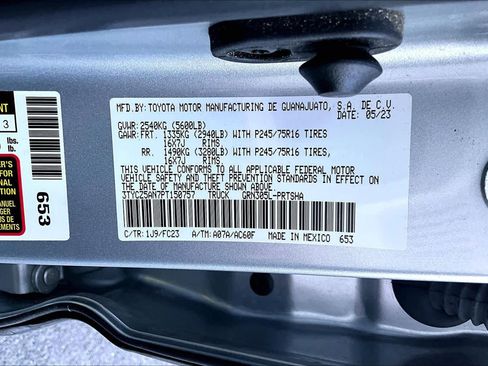 MFD.BY: TOYOTA MOTOR MANUFACTURING DE GUANAJUATO, S.A. DE C.V.
DATE: 05/23
GVWR: 2540KG (5600LB)
GAWR: FRT. 1335KG (2940LB) WITH P245/75R16 TIRES
16X7J RIMS
RR. 1490KG (3280LB) WITH P245/75R16 TIRES
16X7J RIMS.
THIS VEHICLE CONFORMS TO ALL APPLICABLE FEDERAL MOTOR
VEHICLE SAFETY AND THEFT PREVENTION STANDARDS IN EFFECT ON
THE DATE OF MANUFACTURE SHOWN ABOVE.
3TYCZ5AN7PT150757 TRUCK GRN305L-PRTSHA
C/TR: 1J9/FC23 A/TM: A07A/AC60F MADE IN MEXICO 653
653